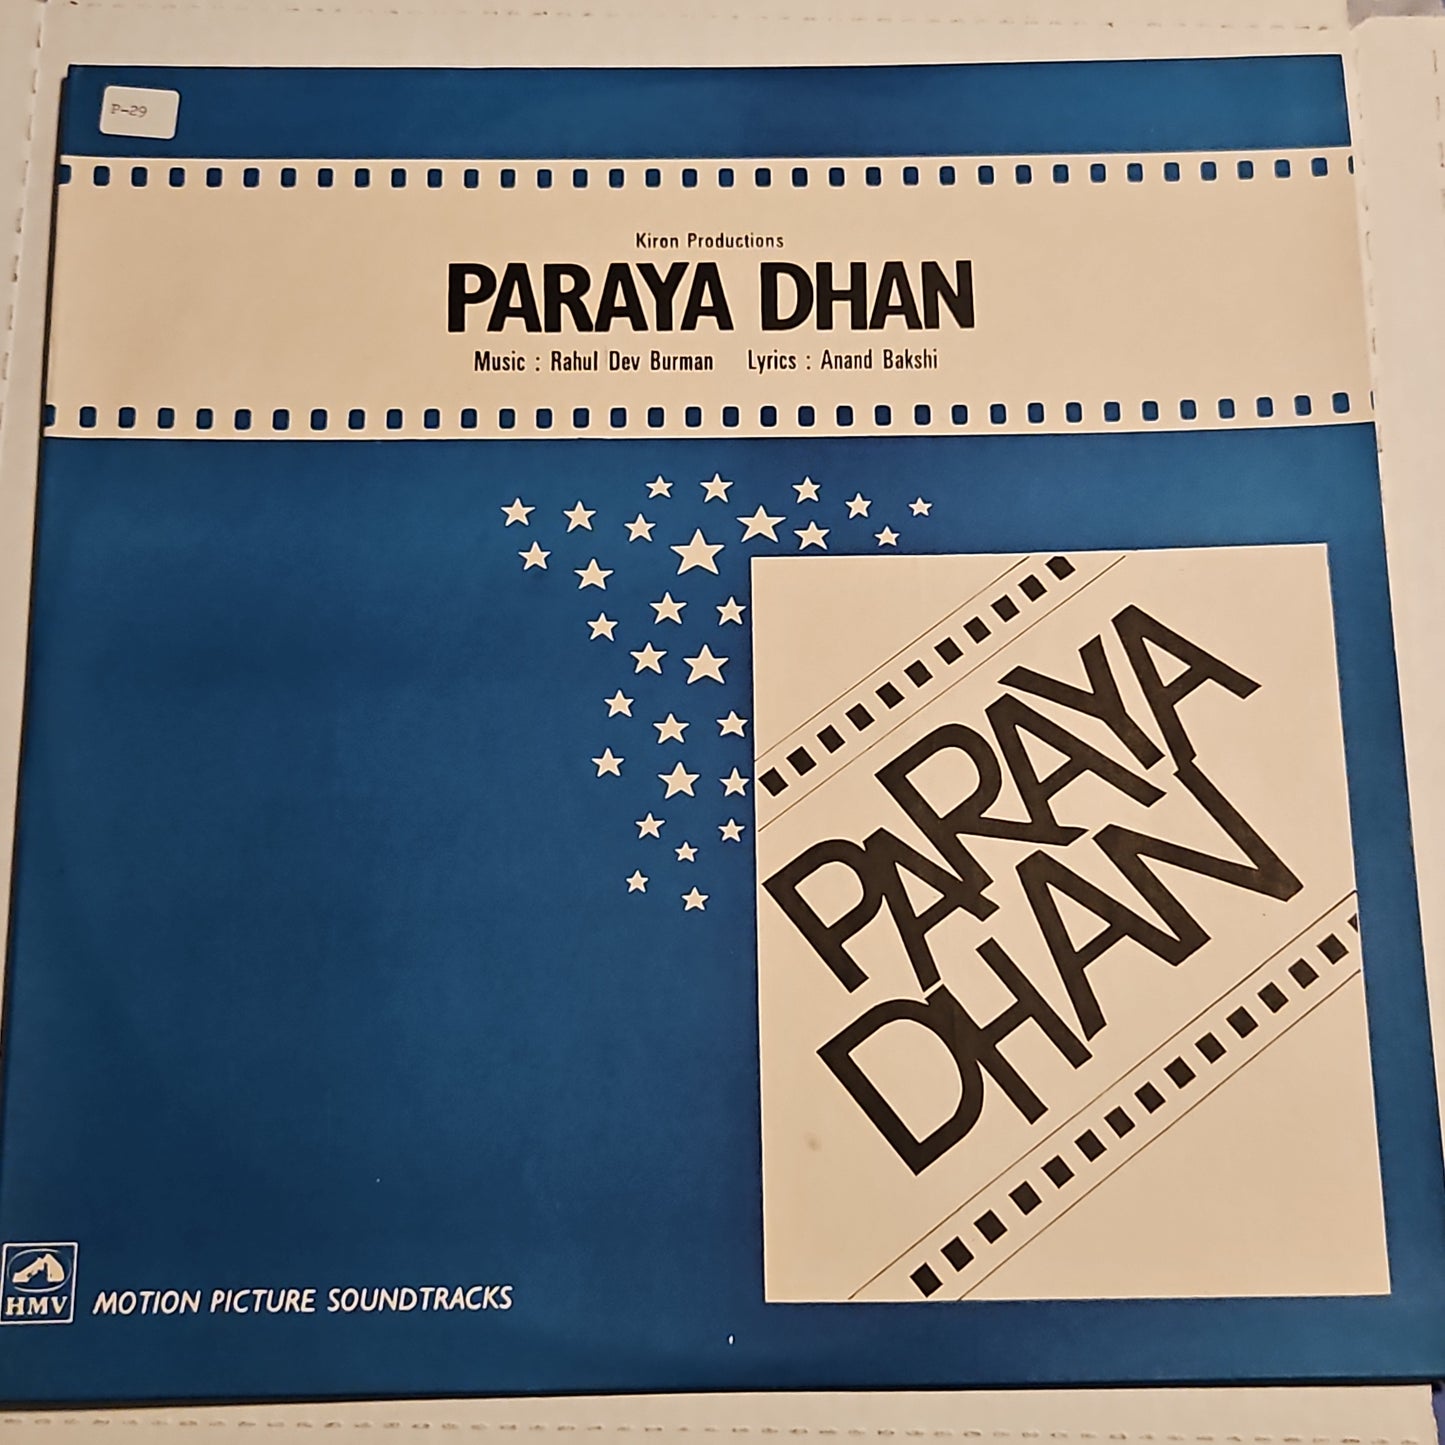 P-29
Kiron Productions
PARAYA DHAN
Music : Rahul Dev Burman Lyrics : Anand Bakshi
PARAYA
DHAN
HMV
MOTION PICTURE SOUNDTRACKS